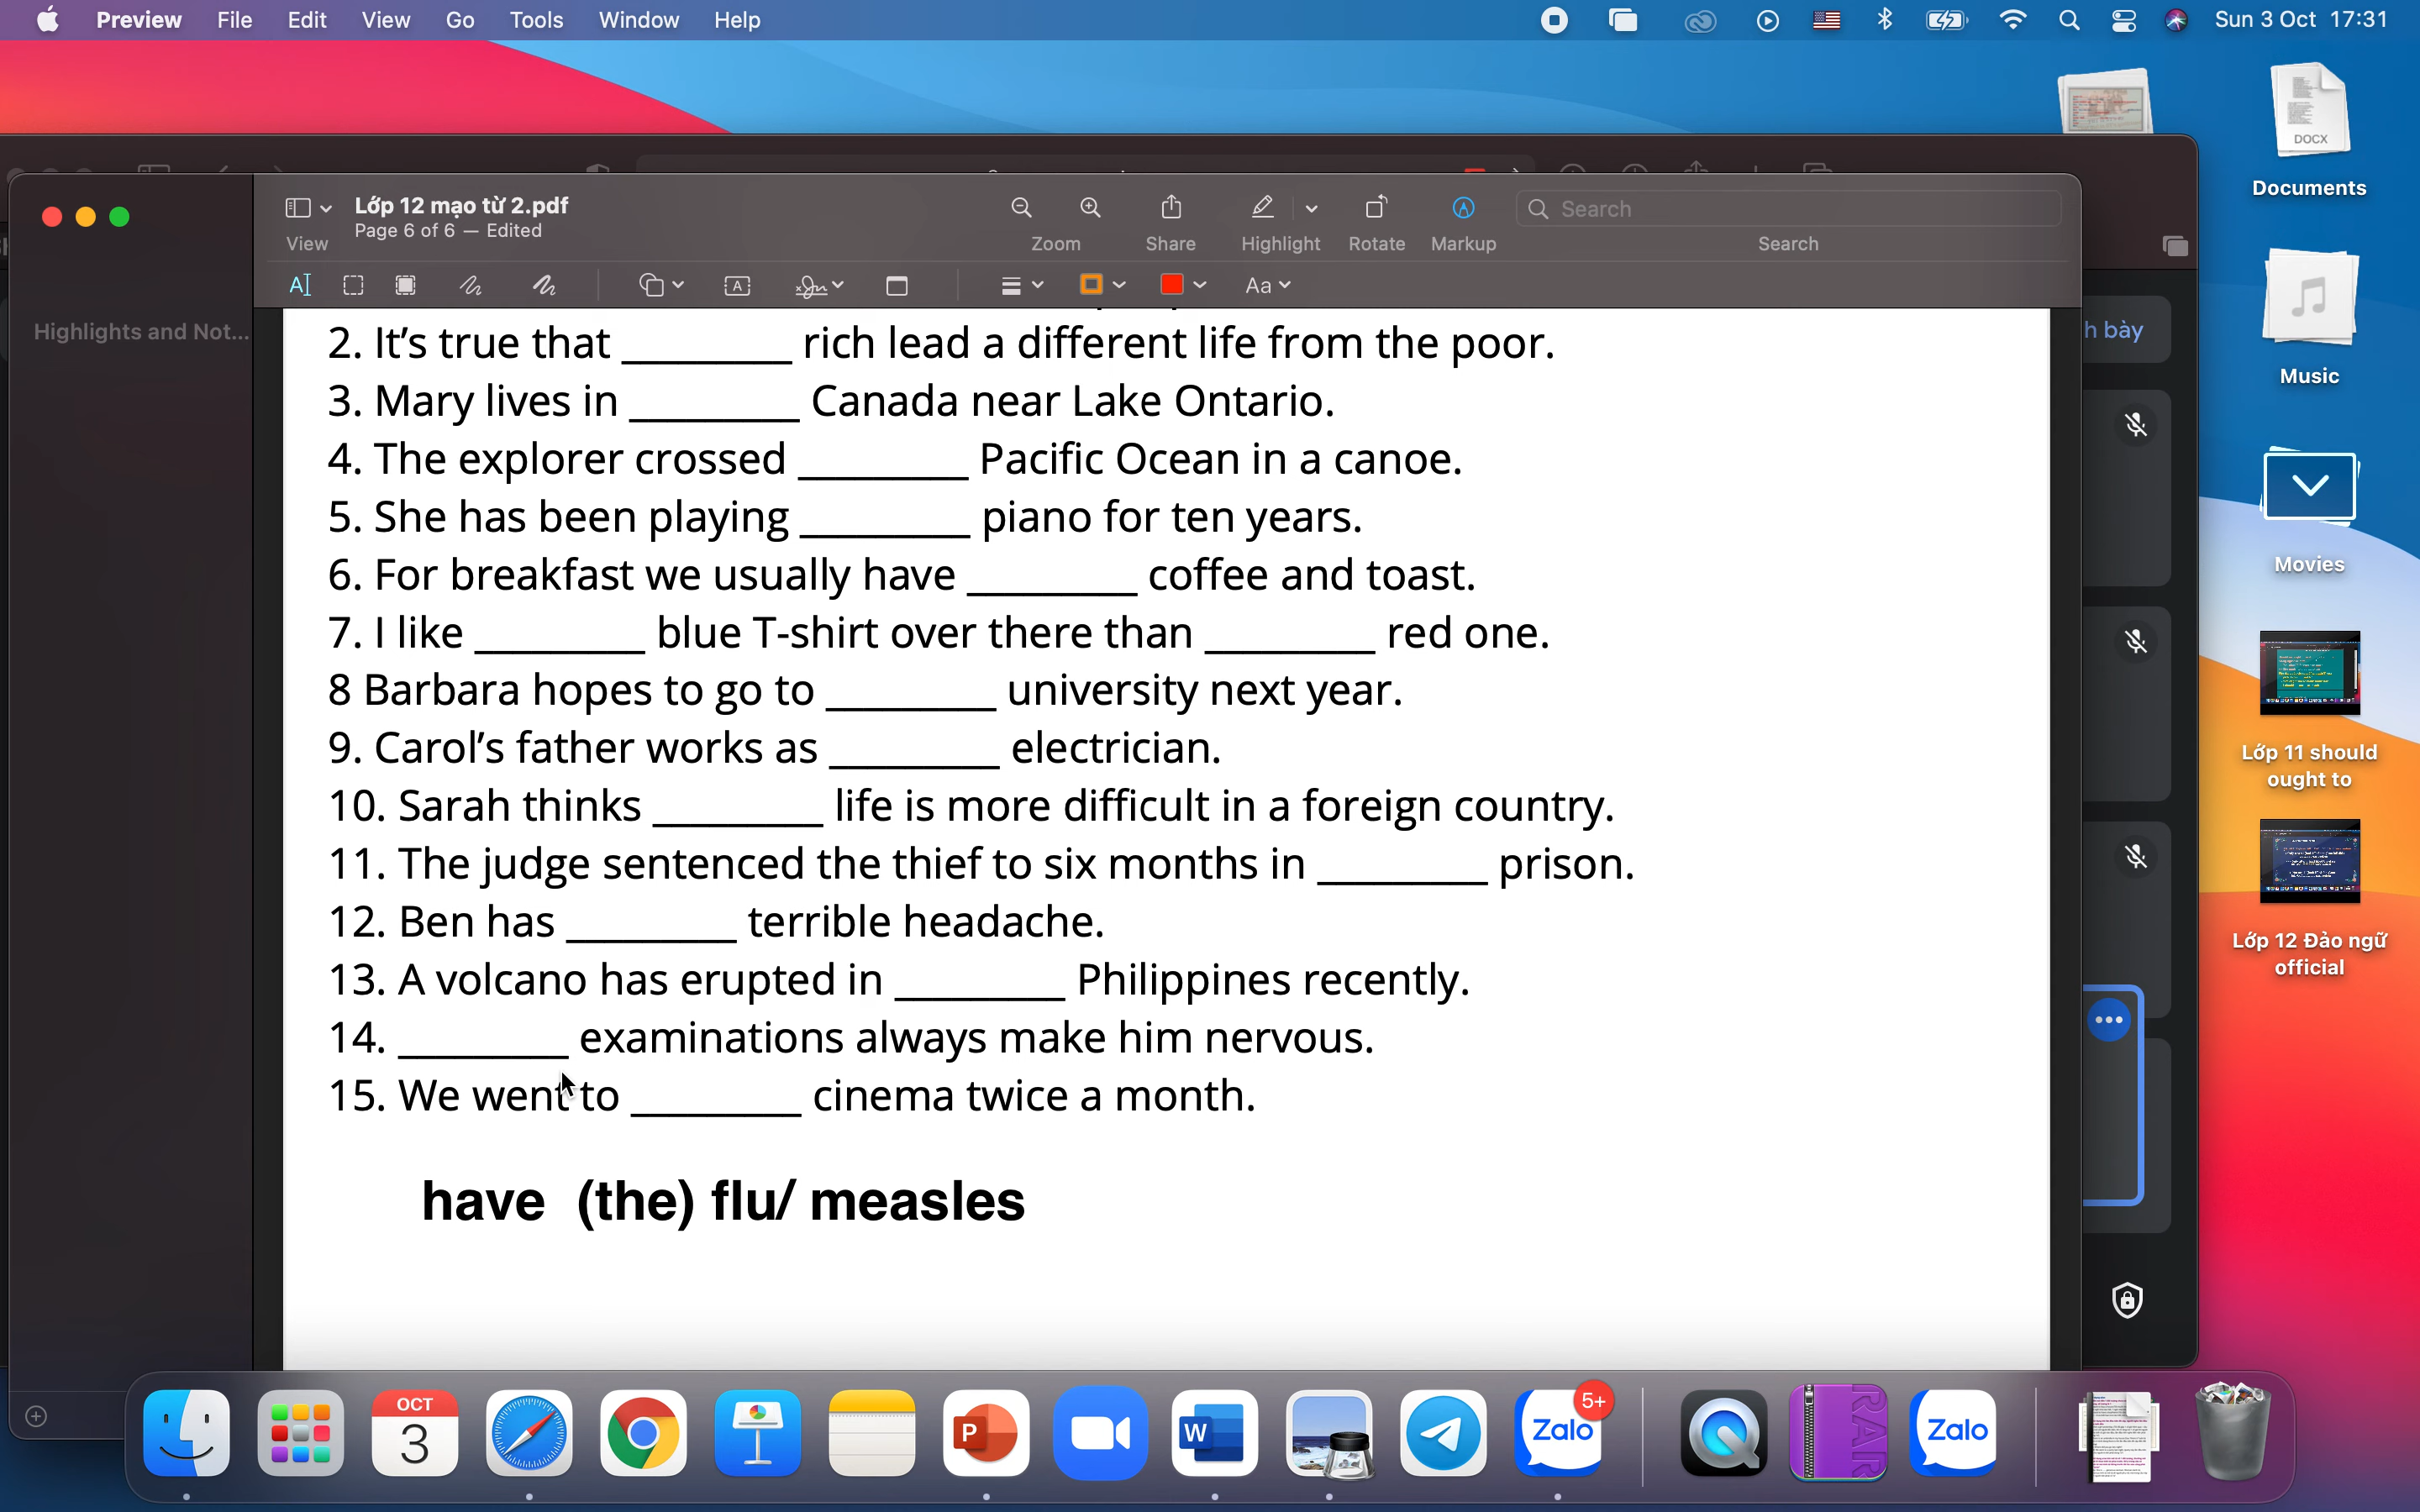 Preview File Edit View Go Tools Window Help Sun 3 Oct 17:31
DOCX
Documents
Lớp 12 mạo từ 2.pdf
Page 6 of 6 — Edited
View Zoom Share Highlight Rotate Markup Search
Search
Aa
Highlights and Not...
h bày
Music
Movies
Lớp 11 should
ought to
Lớp 12 Đảo ngữ
official
2. It’s true that ________ rich lead a different life from the poor.
3. Mary lives in ________ Canada near Lake Ontario.
4. The explorer crossed ________ Pacific Ocean in a canoe.
5. She has been playing ________ piano for ten years.
6. For breakfast we usually have ________ coffee and toast.
7. I like ________ blue T-shirt over there than ________ red one.
8 Barbara hopes to go to ________ university next year.
9. Carol’s father works as ________ electrician.
10. Sarah thinks ________ life is more difficult in a foreign country.
11. The judge sentenced the thief to six months in ________ prison.
12. Ben has ________ terrible headache.
13. A volcano has erupted in ________ Philippines recently.
14. ________ examinations always make him nervous.
15. We went to ________ cinema twice a month.
have (the) flu/ measles
OCT
3
P
W
Zalo
5+
RAR
Zalo